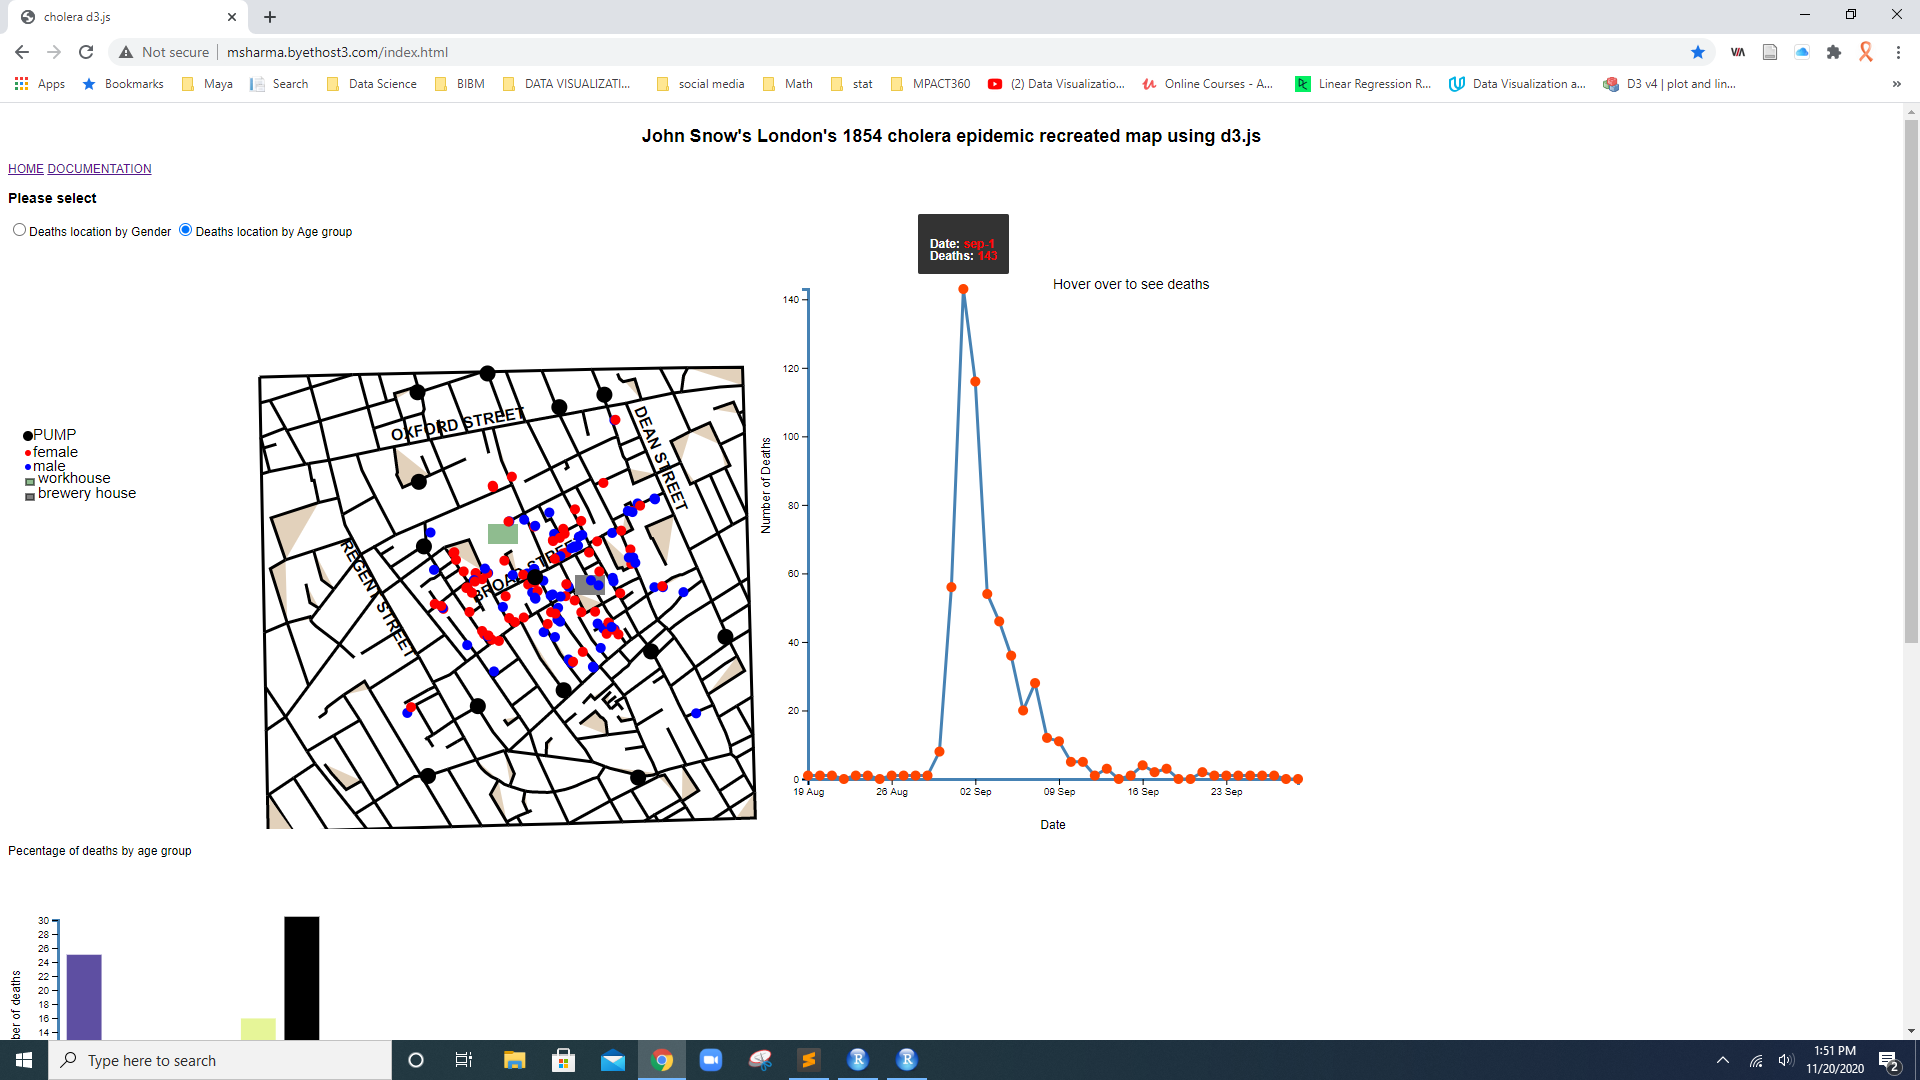 cholera d3.js
Not secure msharma.byethost3.com/index.html
Apps Bookmarks Maya Search Data Science BIBM DATA VISUALIZATI... social media Math stat MPACT360 (2) Data Visualizatio... Online Courses - A... Linear Regression R... Data Visualization a... D3 v4 | plot and lin... »
John Snow's London's 1854 cholera epidemic recreated map using d3.js
HOME DOCUMENTATION
Please select
Deaths location by Gender Deaths location by Age group
Date: sep-1
Deaths: 143
Hover over to see deaths
PUMP
female
male
workhouse
brewery house
OXFORD STREET
DEAN STREET
REGENT STREET
BROAD STREET
Number of Deaths
140
120
100
80
60
40
20
0
19 Aug 26 Aug 02 Sep 09 Sep 16 Sep 23 Sep
Date
Pecentage of deaths by age group
ber of deaths
30
28
26
24
22
20
18
16
14
Type here to search
1:51 PM
11/20/2020
2